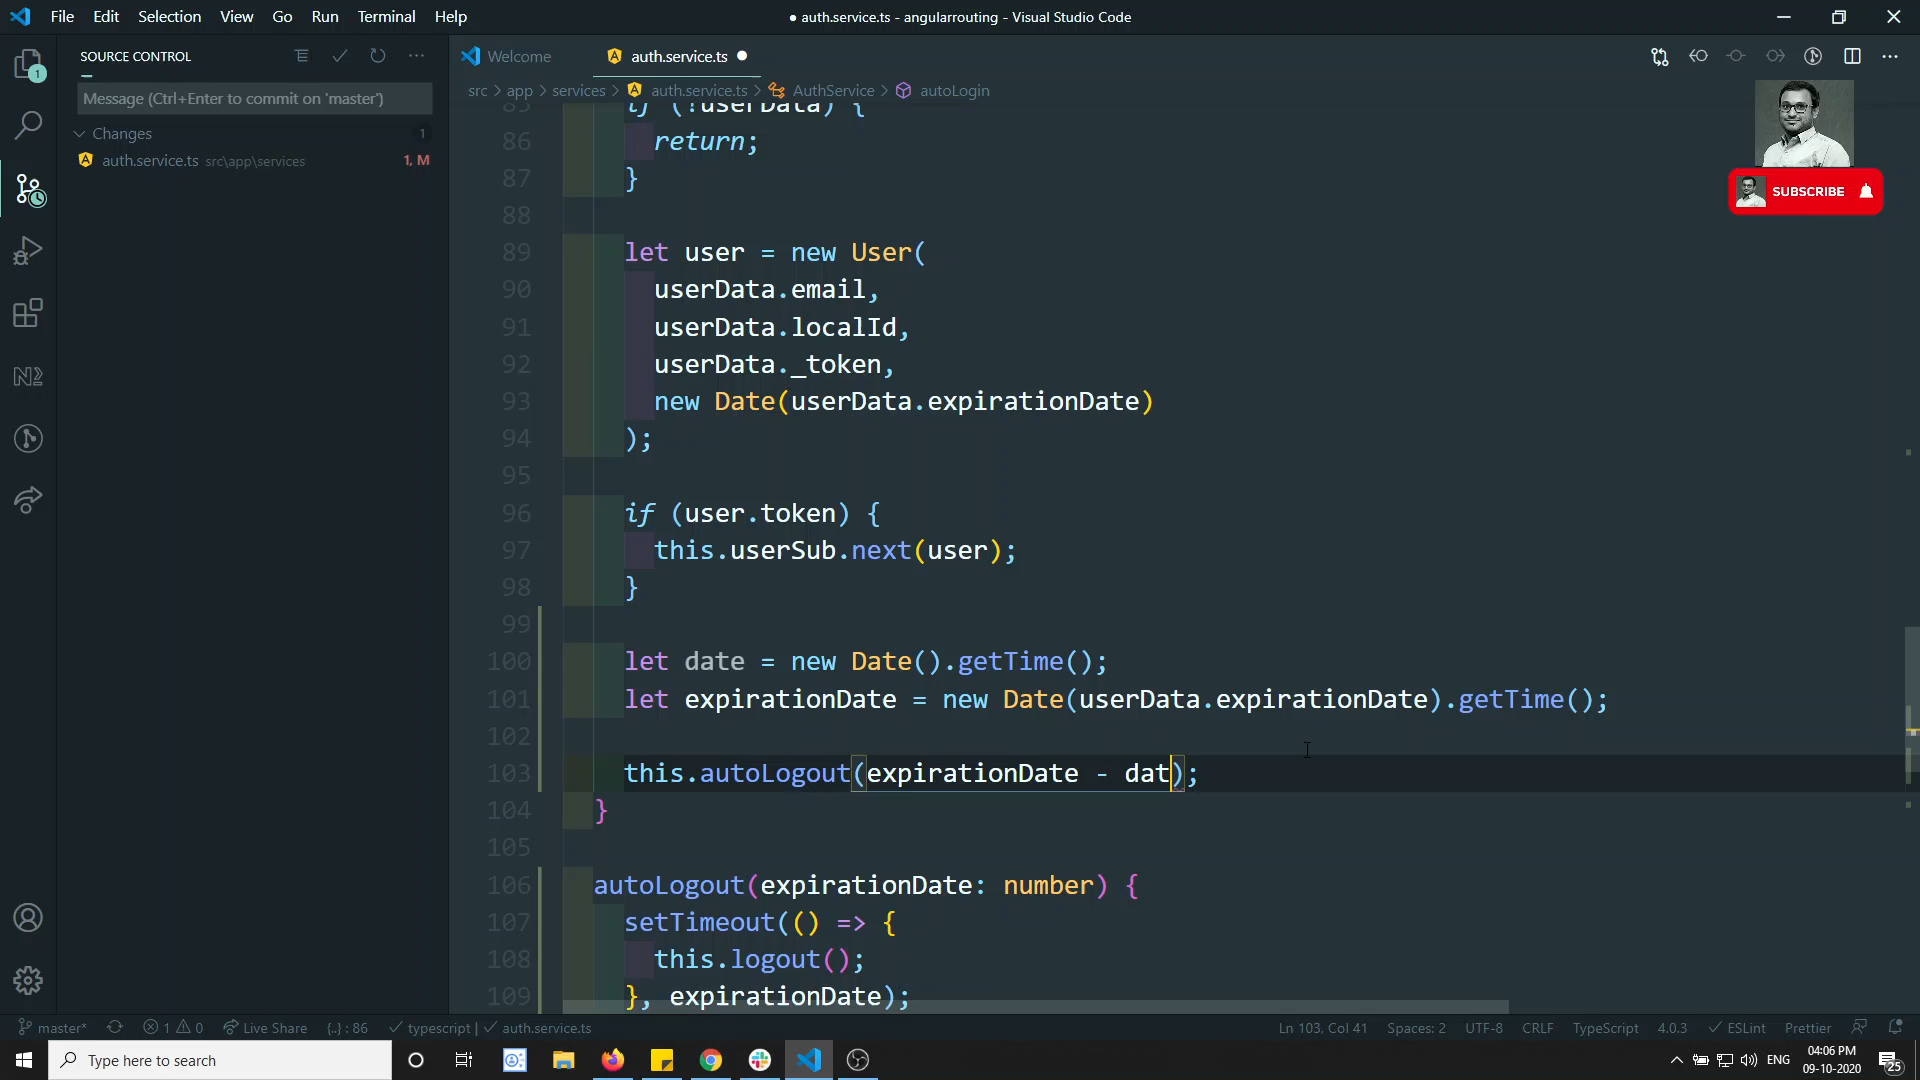 File Edit Selection View Go Run Terminal Help
● auth.service.ts - angularrouting - Visual Studio Code
SOURCE CONTROL
Message (Ctrl+Enter to commit on 'master')
Changes 1
auth.service.ts src\app\services 1, M
Welcome auth.service.ts
src > app > services > auth.service.ts > AuthService > autoLogin
SUBSCRIBE
85 if (!userData) {
86 return;
87 }
88
89 let user = new User(
90 userData.email,
91 userData.localId,
92 userData._token,
93 new Date(userData.expirationDate)
94 );
95
96 if (user.token) {
97 this.userSub.next(user);
98 }
99
100 let date = new Date().getTime();
101 let expirationDate = new Date(userData.expirationDate).getTime();
102
103 this.autoLogout(expirationDate - dat);
104 }
105
106 autoLogout(expirationDate: number) {
107 setTimeout(() => {
108 this.logout();
109 }, expirationDate);
master* 1 0 Live Share {..} : 86 typescript | auth.service.ts Ln 103, Col 41 Spaces: 2 UTF-8 CRLF TypeScript 4.0.3 ESLint Prettier
Type here to search
ENG 04:06 PM
09-10-2020
25